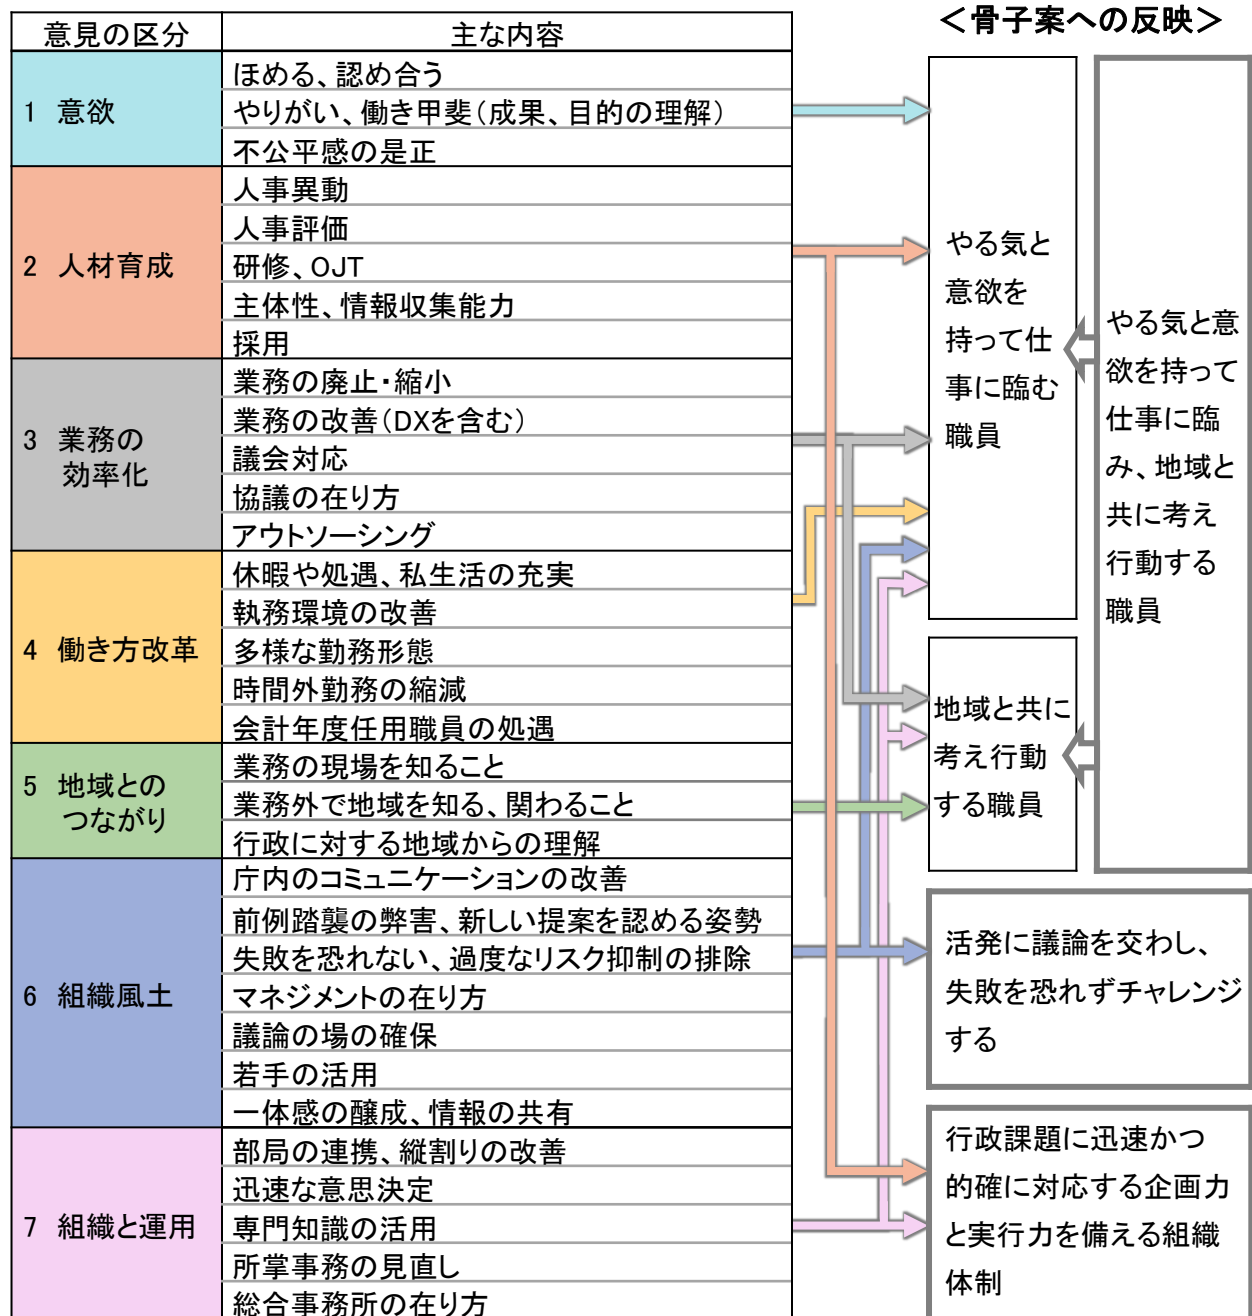 ＜骨子案への反映＞
意見の区分
主な内容
1 意欲
ほめる、認め合う
やりがい、働き甲斐（成果、目的の理解）
不公平感の是正
2 人材育成
人事異動
人事評価
研修、OJT
主体性、情報収集能力
採用
3 業務の
効率化
業務の廃止・縮小
業務の改善（DXを含む）
議会対応
協議の在り方
アウトソーシング
4 働き方改革
休暇や処遇、私生活の充実
執務環境の改善
多様な勤務形態
時間外勤務の縮減
会計年度任用職員の処遇
5 地域との
つながり
業務の現場を知ること
業務外で地域を知る、関わること
行政に対する地域からの理解
6 組織風土
庁内のコミュニケーションの改善
前例踏襲の弊害、新しい提案を認める姿勢
失敗を恐れない、過度なリスク抑制の排除
マネジメントの在り方
議論の場の確保
若手の活用
一体感の醸成、情報の共有
7 組織と運用
部局の連携、縦割りの改善
迅速な意思決定
専門知識の活用
所掌事務の見直し
総合事務所の在り方
やる気と
意欲を
持って仕
事に臨む
職員
地域と共に
考え行動
する職員
やる気と意
欲を持って
仕事に臨
み、地域と
共に考え
行動する
職員
活発に議論を交わし、
失敗を恐れずチャレンジ
する
行政課題に迅速かつ
的確に対応する企画力
と実行力を備える組織
体制